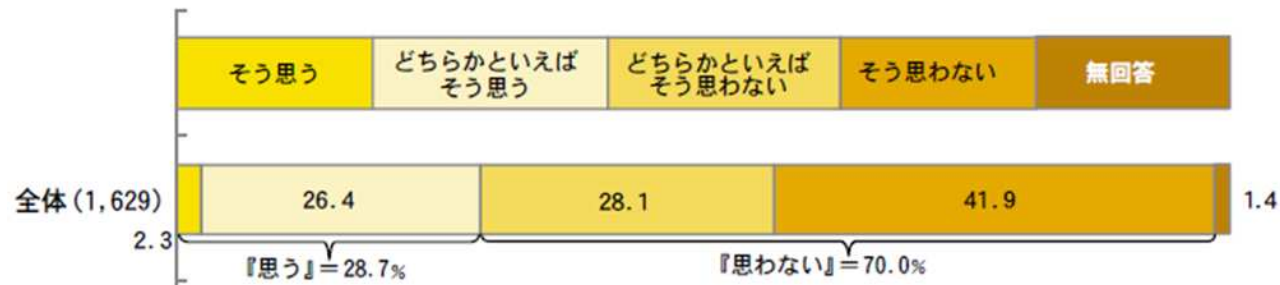 そう思う
どちらかといえば
そう思う
どちらかといえば
そう思わない
そう思わない
無回答
全体(1,629)
2.3
26.4
28.1
41.9
1.4
『思う』＝28.7%
『思わない』＝70.0%